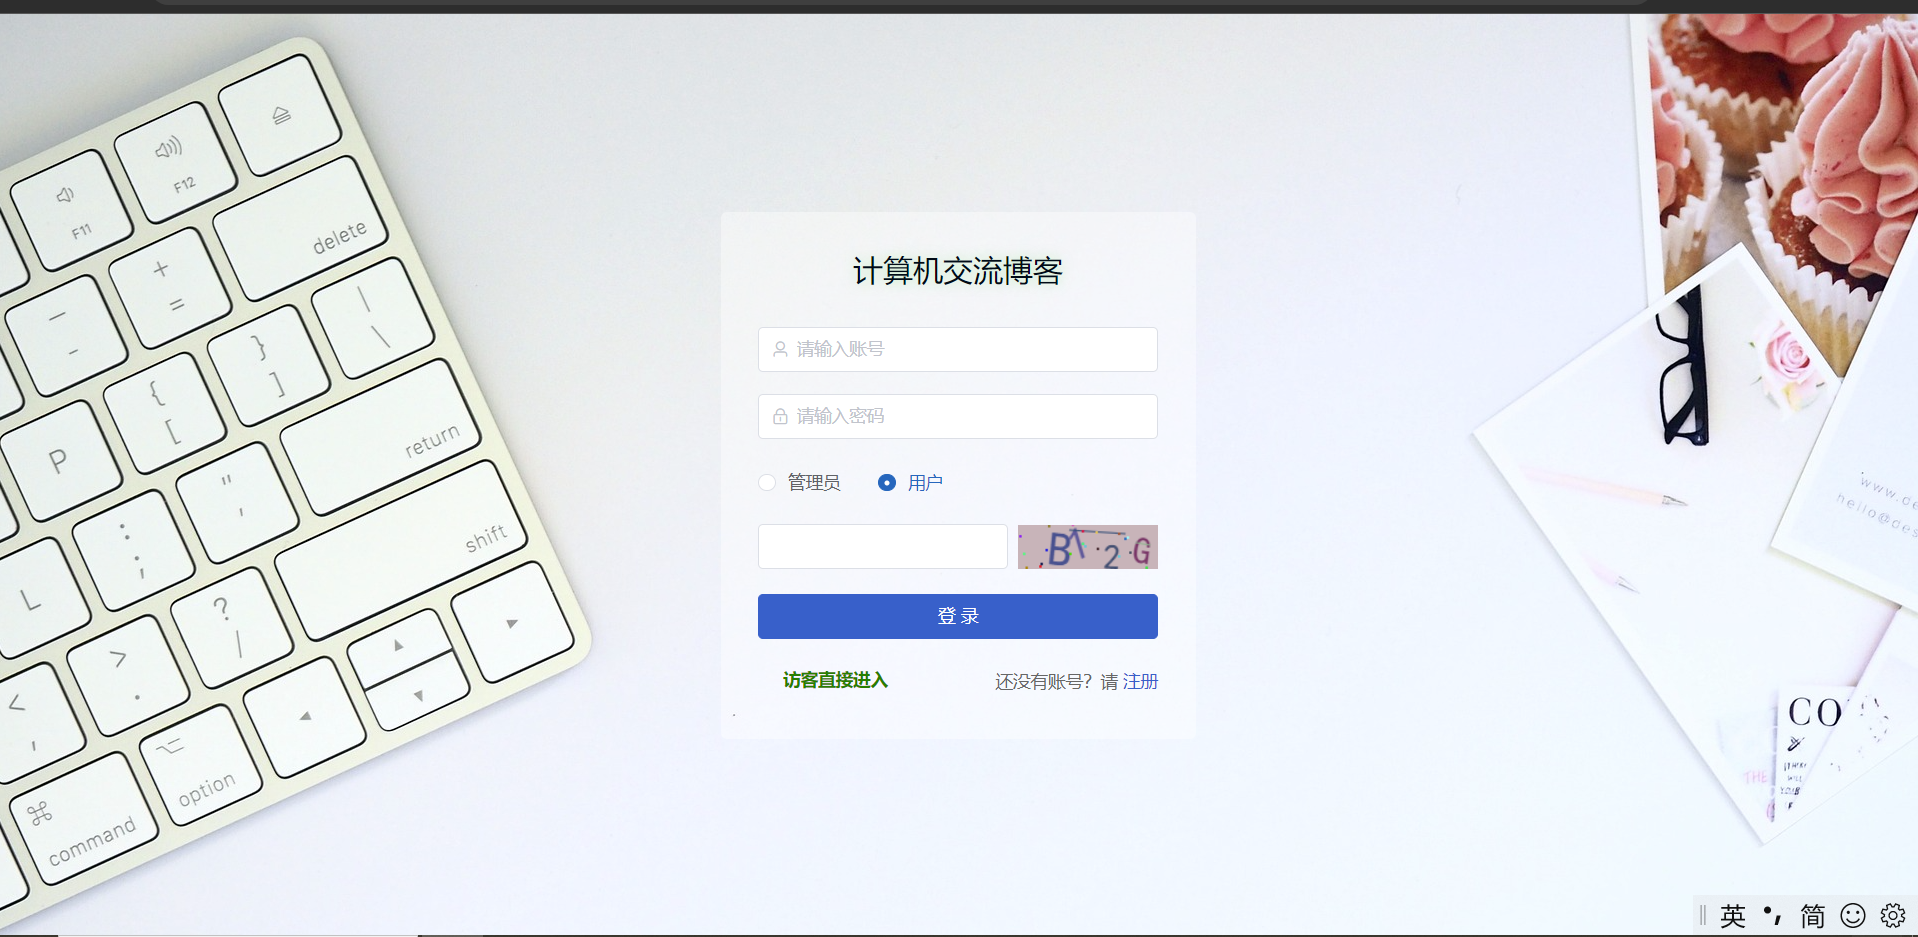 计算机交流博客
请输入账号
请输入密码
管理员 用户
登录
访客直接进入 还没有账号？请 注册
F11
F12
delete
+
=
—
-
|
\
{
[
}
]
P
return
"
,
:
;
L
shift
?
/
>
.
<
,
option
⌘
command
www.de
hello@des
CO
THE
WILL
英 简